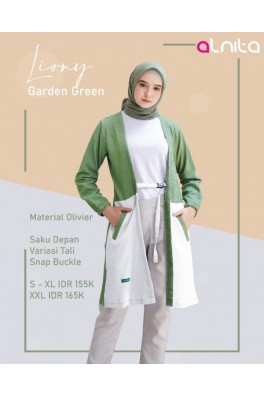 Liony
Garden Green
alnita
Material Olivier
Saku Depan
Variasi Tali
Snap Buckle
S - XL IDR 155K
XXL IDR 165K